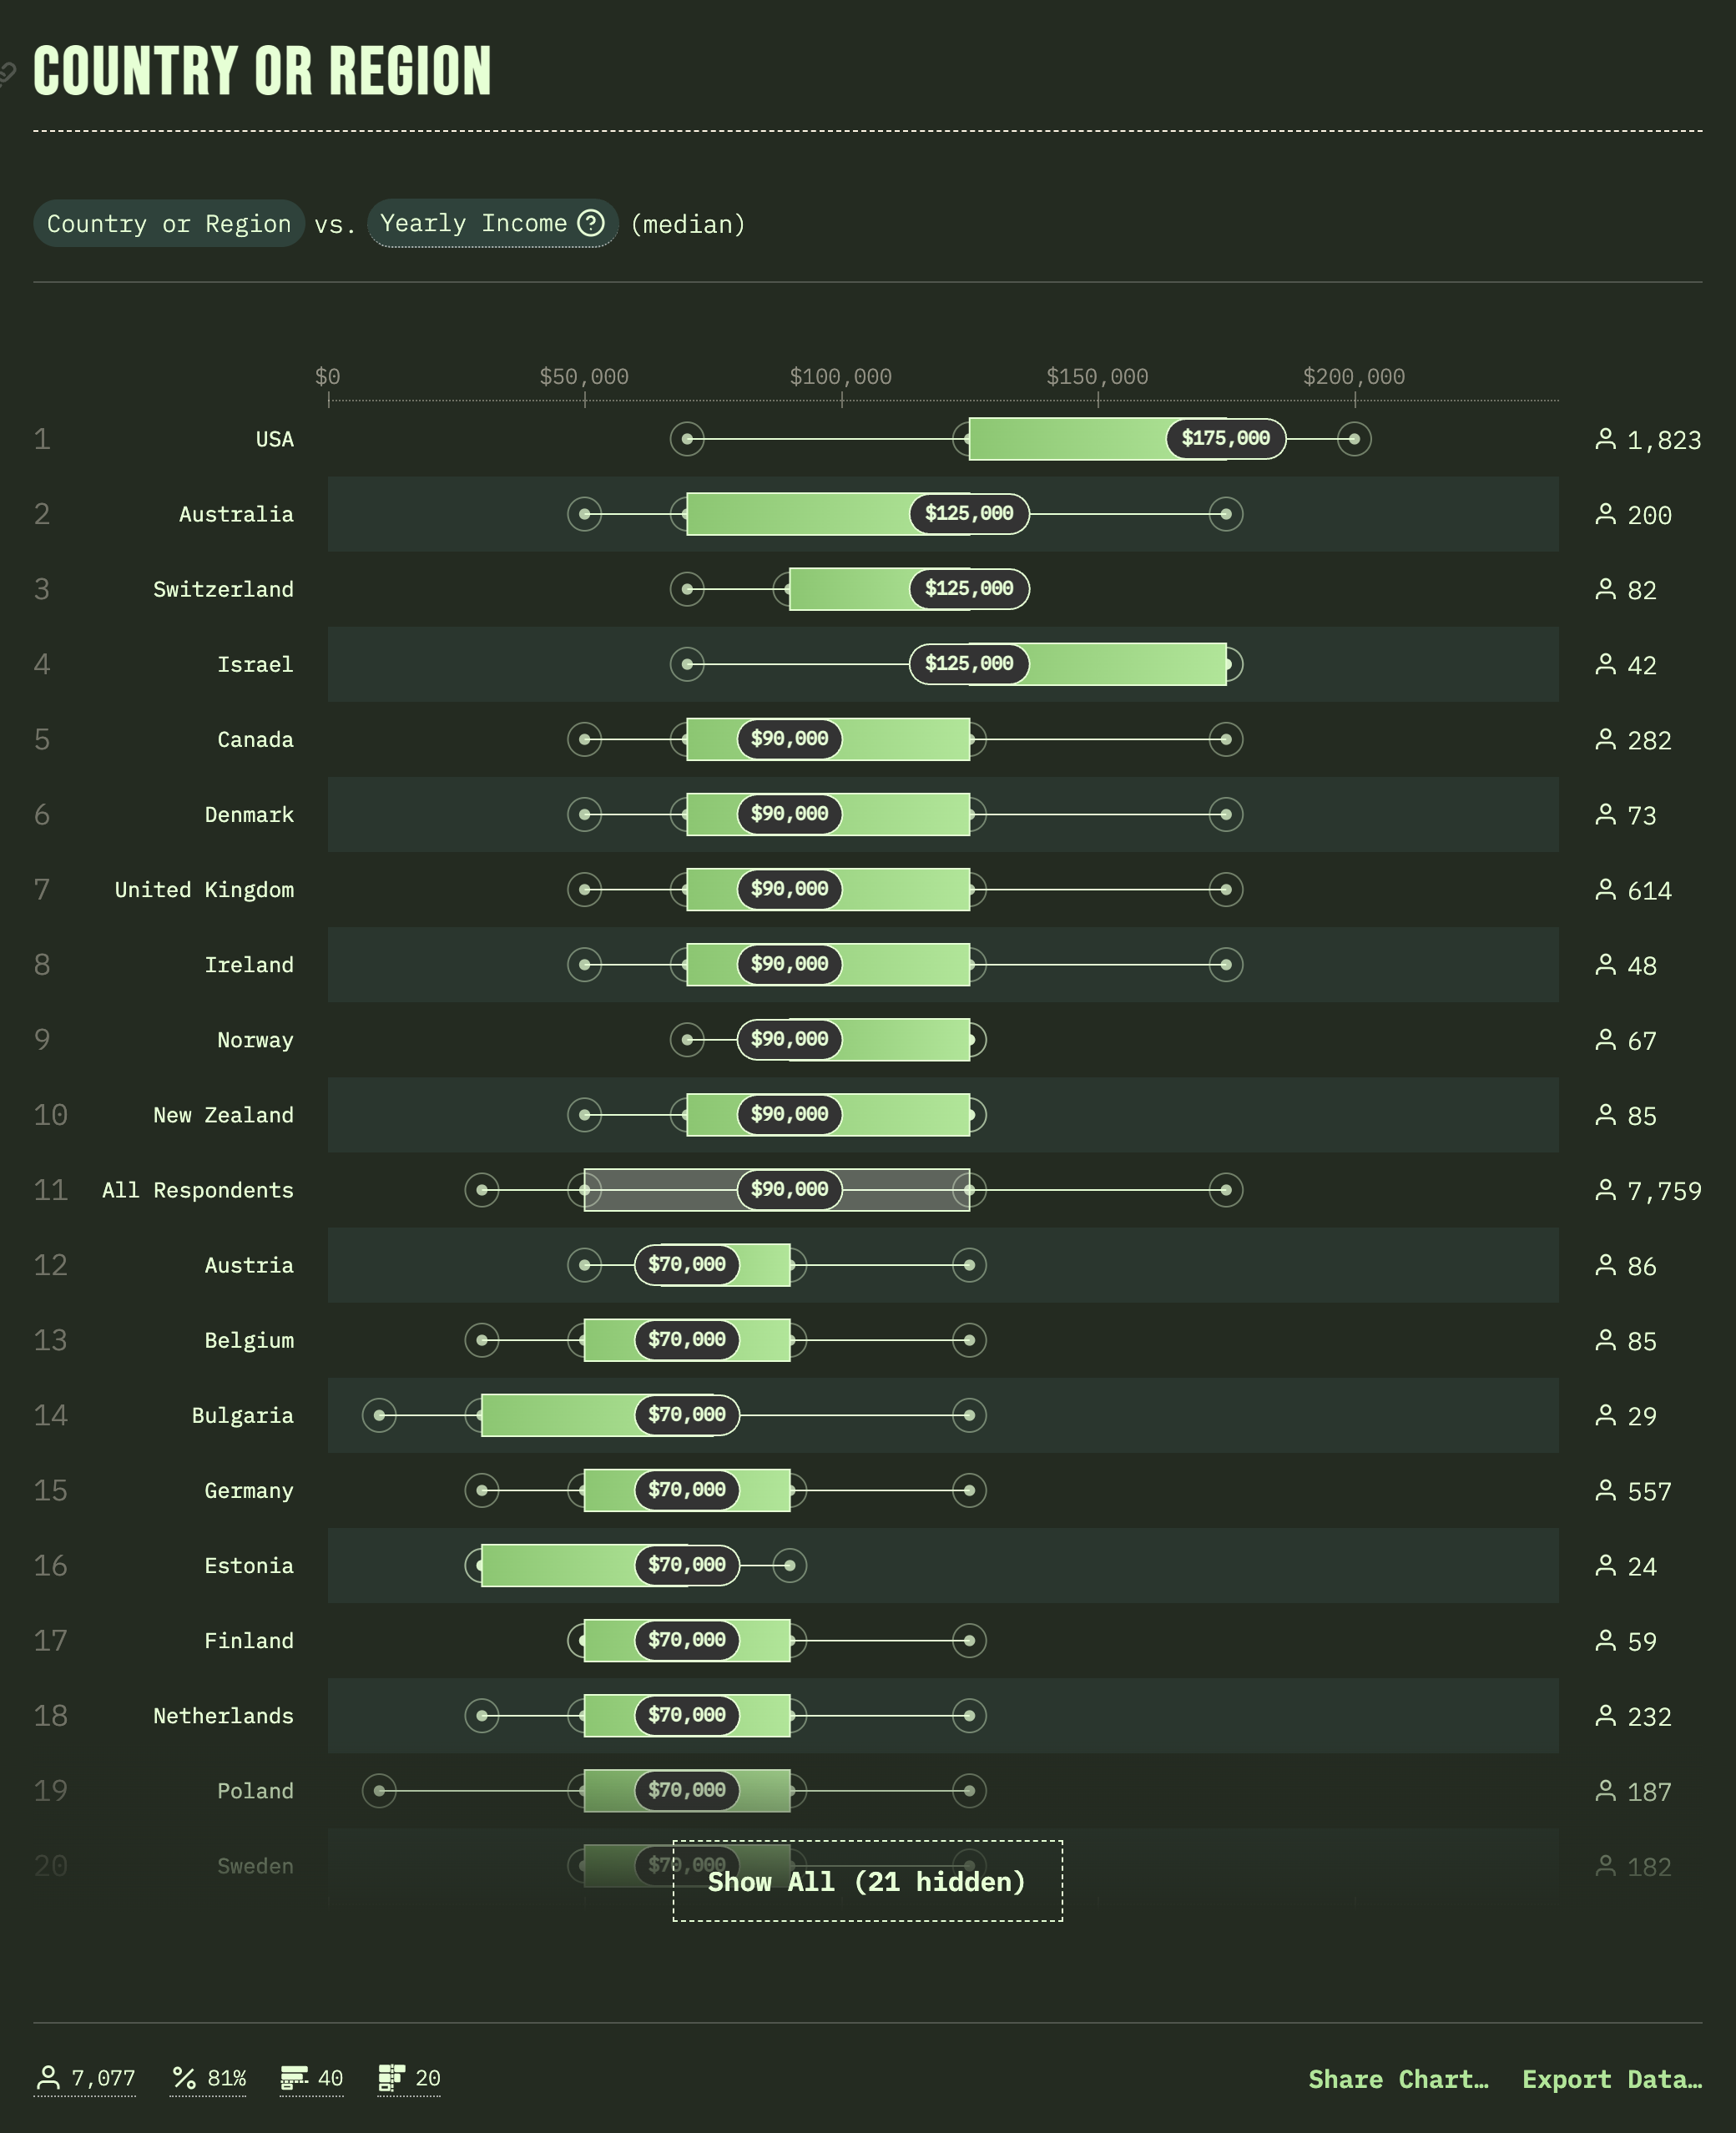 COUNTRY OR REGION
Country or Region vs. Yearly Income ? (median)
$0 $50,000 $100,000 $150,000 $200,000
1 USA $175,000 1,823
2 Australia $125,000 200
3 Switzerland $125,000 82
4 Israel $125,000 42
5 Canada $90,000 282
6 Denmark $90,000 73
7 United Kingdom $90,000 614
8 Ireland $90,000 48
9 Norway $90,000 67
10 New Zealand $90,000 85
11 All Respondents $90,000 7,759
12 Austria $70,000 86
13 Belgium $70,000 85
14 Bulgaria $70,000 29
15 Germany $70,000 557
16 Estonia $70,000 24
17 Finland $70,000 59
18 Netherlands $70,000 232
19 Poland $70,000 187
20 Sweden $70,000 182
Show All (21 hidden)
7,077 % 81% 40 20 Share Chart… Export Data…